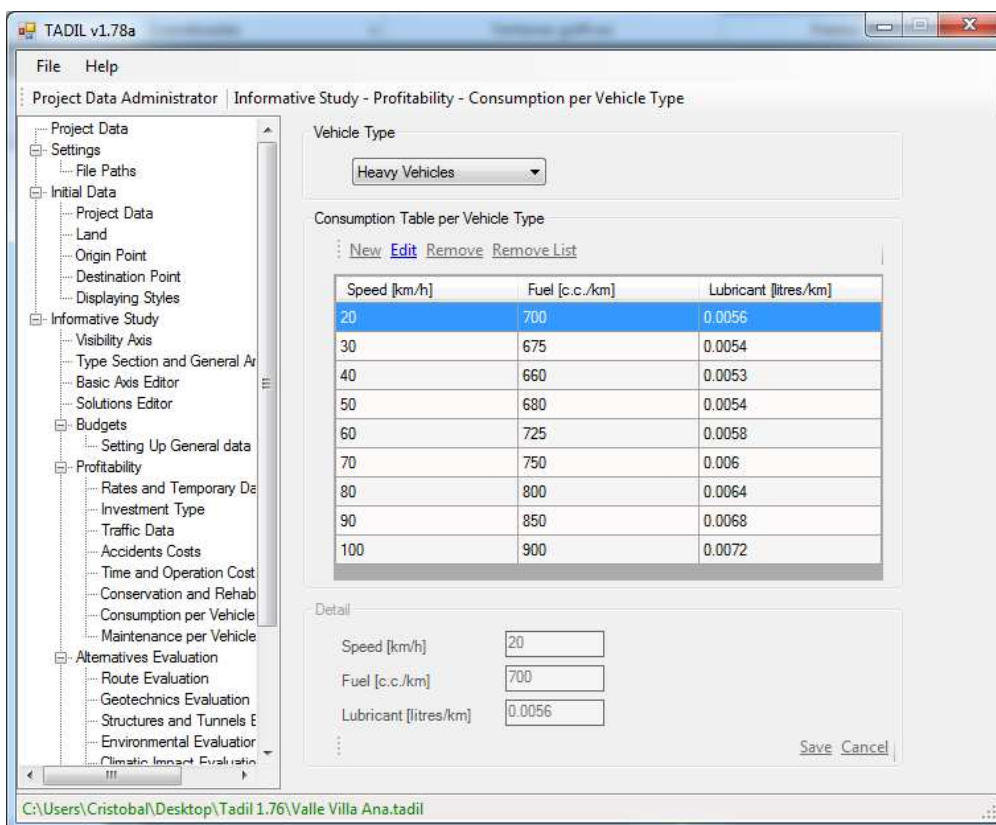 TADIL v1.78a
File Help
Project Data Administrator Informative Study - Profitability - Consumption per Vehicle Type
Project Data
Settings
File Paths
Initial Data
Project Data
Land
Origin Point
Destination Point
Displaying Styles
Informative Study
Visibility Axis
Type Section and General Ar
Basic Axis Editor
Solutions Editor
Budgets
Setting Up General data
Profitability
Rates and Temporary Da
Investment Type
Traffic Data
Accidents Costs
Time and Operation Cost
Conservation and Rehab
Consumption per Vehicle
Maintenance per Vehicle
Alternatives Evaluation
Route Evaluation
Geotechnics Evaluation
Structures and Tunnels E
Environmental Evaluation
Climatic Impact Evaluatio
Vehicle Type
Heavy Vehicles
Consumption Table per Vehicle Type
New Edit Remove Remove List
Speed [km/h] Fuel [c.c./km] Lubricant [litres/km]
20 700 0.0056
30 675 0.0054
40 660 0.0053
50 680 0.0054
60 725 0.0058
70 750 0.006
80 800 0.0064
90 850 0.0068
100 900 0.0072
Detail
Speed [km/h] 20
Fuel [c.c./km] 700
Lubricant [litres/km] 0.0056
Save Cancel
C:\Users\Cristobal\Desktop\Tadil 1.76\Valle Villa Ana.tadil